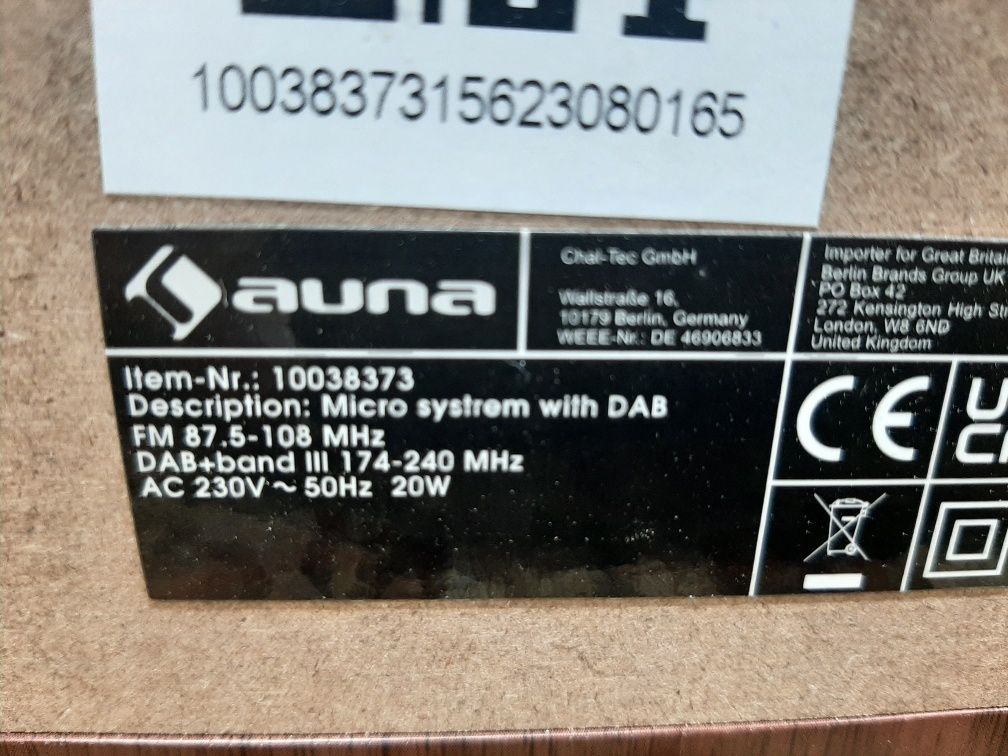 1003837315623080165
auna
Chal-Tec GmbH
Wallstraße 16,
10179 Berlin, Germany
WEEE-Nr.: DE 46906833
Importer for Great Britai
Berlin Brands Group UK
PO Box 42
272 Kensington High St
London, W8 6ND
United Kingdom
Item-Nr.: 10038373
Description: Micro systrem with DAB
FM 87.5-108 MHz
DAB+band III 174-240 MHz
AC 230V ~ 50Hz 20W
CE